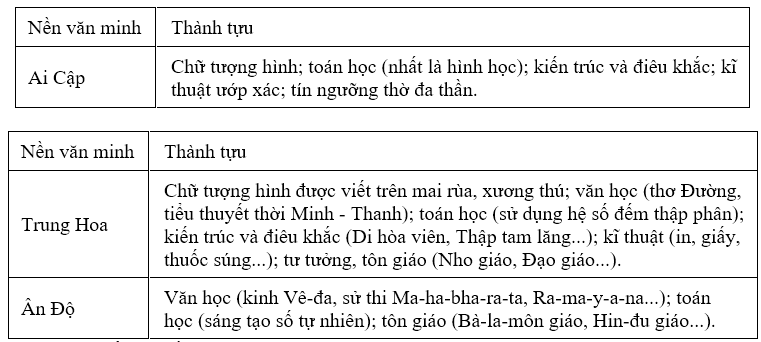 Nền văn minh Thành tựu
Ai Cập
Chữ tượng hình; toán học (nhất là hình học); kiến trúc và điêu khắc; kĩ
thuật ướp xác; tín ngưỡng thờ đa thần.
Nền văn minh Thành tựu
Trung Hoa
Chữ tượng hình được viết trên mai rùa, xương thú; văn học (thơ Đường,
tiểu thuyết thời Minh - Thanh); toán học (sử dụng hệ số đếm thập phân);
kiến trúc và điêu khắc (Di hòa viên, Thập tam lăng...); kĩ thuật (in, giấy,
thuốc súng...); tư tưởng, tôn giáo (Nho giáo, Đạo giáo...).
Ấn Độ
Văn học (kinh Vê-đa, sử thi Ma-ha-bha-ra-ta, Ra-ma-y-a-na...); toán
học (sáng tạo số tự nhiên); tôn giáo (Bà-la-môn giáo, Hin-đu giáo...).